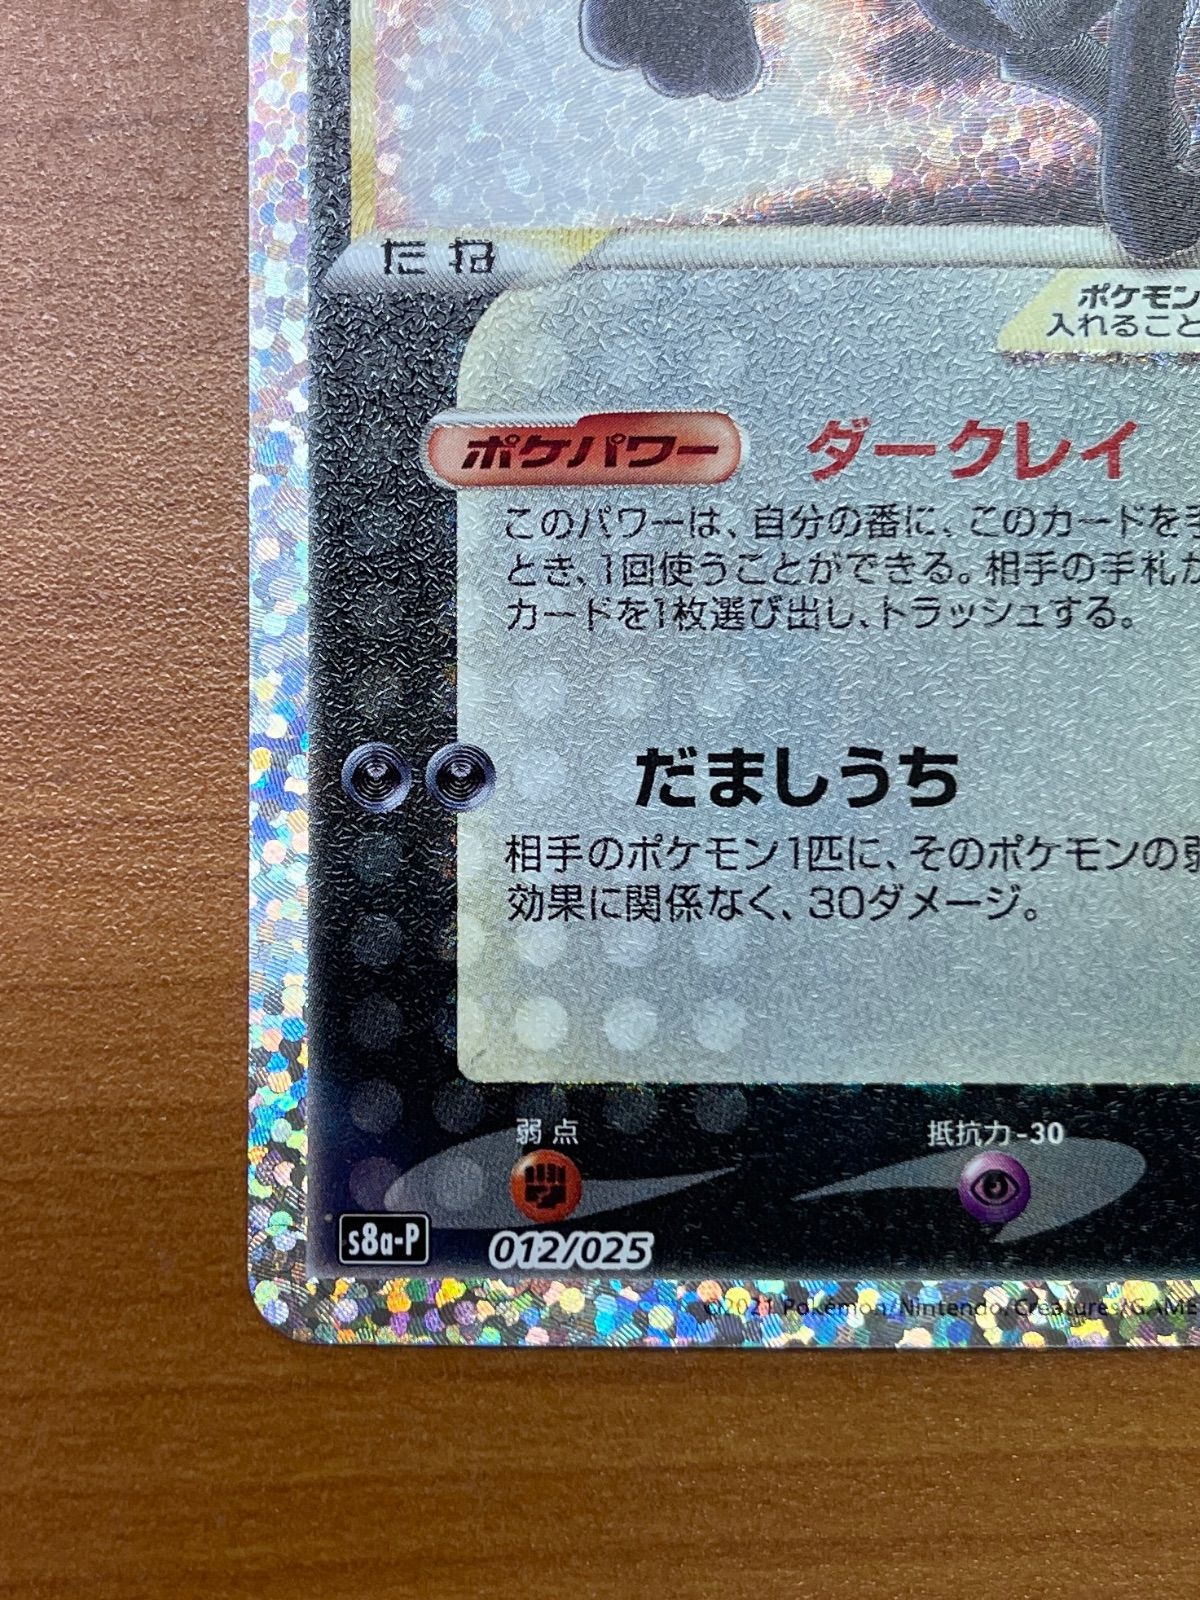 たね
ポケモン
入れること
ポケパワー ダークレイ
このパワーは、自分の番に、このカードを手
とき、1回使うことができる。相手の手札か
カードを1枚選び出し、トラッシュする。
だましうち
相手のポケモン1匹に、そのポケモンの弱
効果に関係なく、30ダメージ。
弱点 抵抗力-30
s8a-P 012/025
©2021 Pokémon/Nintendo/Creatures/GAME